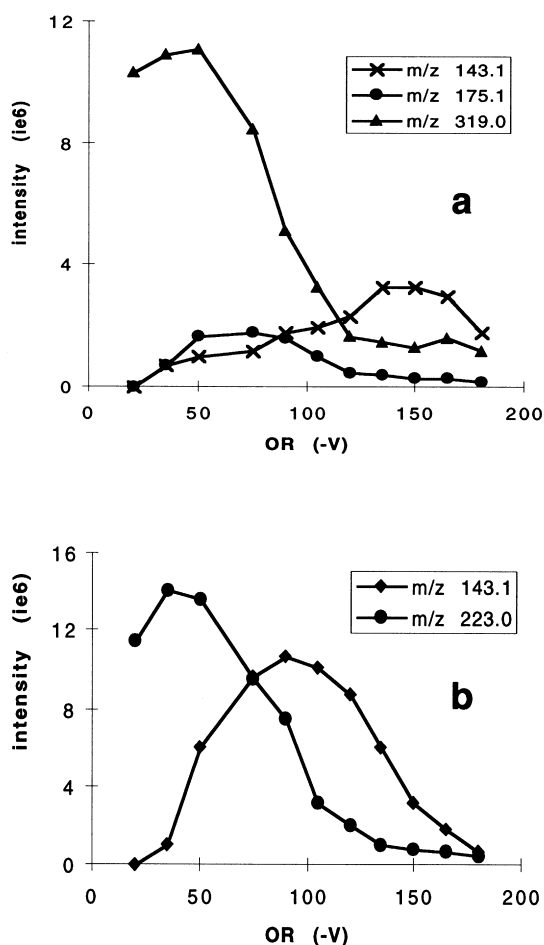 12
8
4
0
intensity (ie6)
m/z 143.1
m/z 175.1
m/z 319.0
a
0 50 100 150 200
OR (-V)
16
12
8
4
0
intensity (ie6)
m/z 143.1
m/z 223.0
b
0 50 100 150 200
OR (-V)